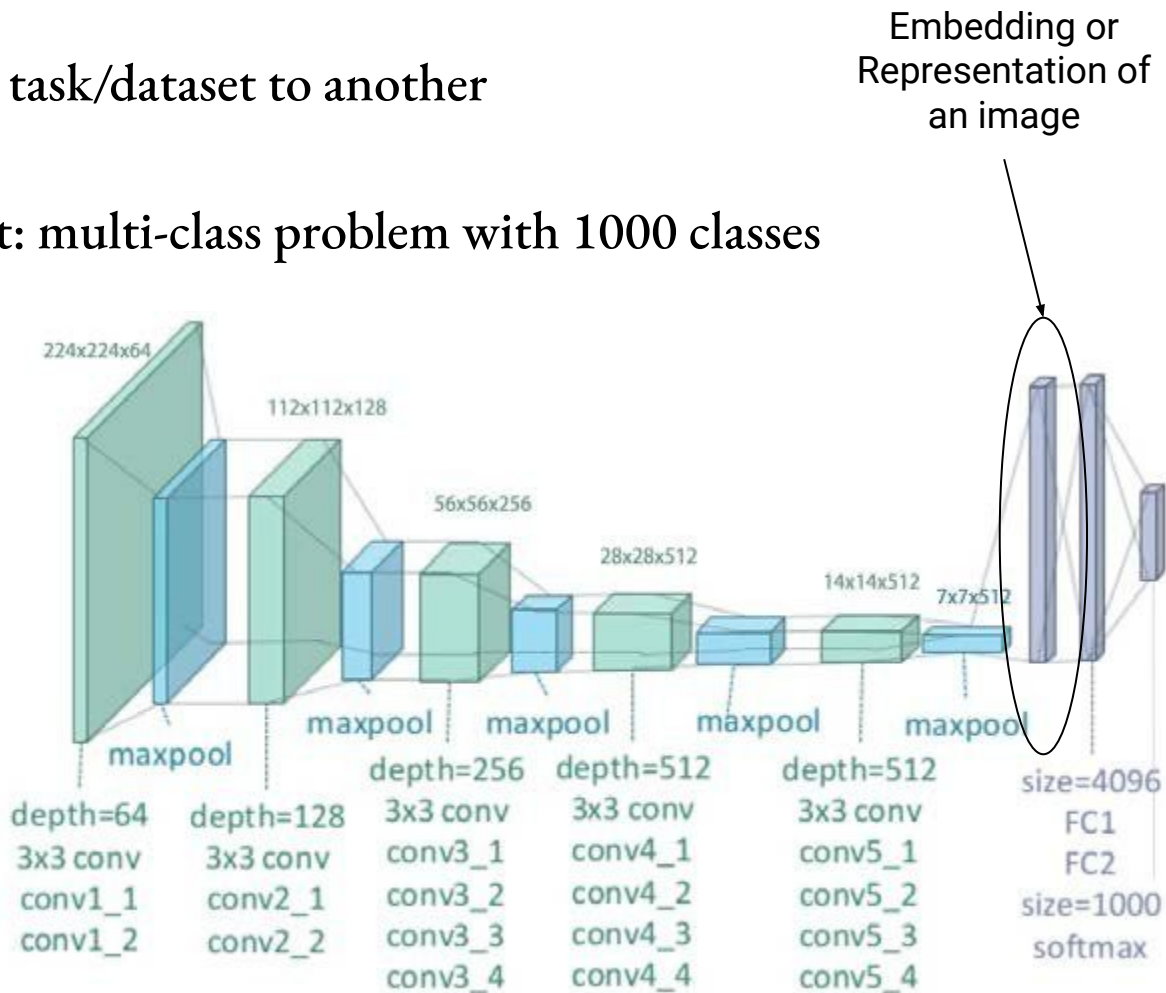 Embedding or
Representation of
an image
task/dataset to another
t: multi-class problem with 1000 classes
224x224x64
112x112x128
56x56x256
28x28x512
14x14x512
7x7x512
maxpool
maxpool
maxpool
maxpool
maxpool
depth=64
3x3 conv
conv1_1
conv1_2
depth=128
3x3 conv
conv2_1
conv2_2
depth=256
3x3 conv
conv3_1
conv3_2
conv3_3
conv3_4
depth=512
3x3 conv
conv4_1
conv4_2
conv4_3
conv4_4
depth=512
3x3 conv
conv5_1
conv5_2
conv5_3
conv5_4
size=4096
FC1
FC2
size=1000
softmax